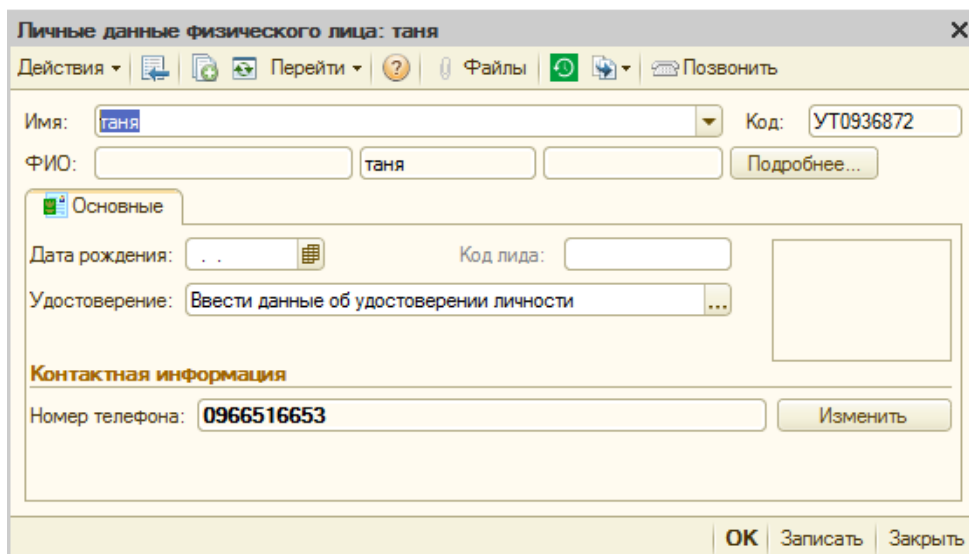 Личные данные физического лица: таня
Действия Перейти Файлы Позвонить
Имя: таня Код: УТ0936872
ФИО: таня Подробнее...
Основные
Дата рождения: . . Код лида:
Удостоверение: Ввести данные об удостоверении личности ...
Контактная информация
Номер телефона: 0966516653 Изменить
ОК Записать Закрыть